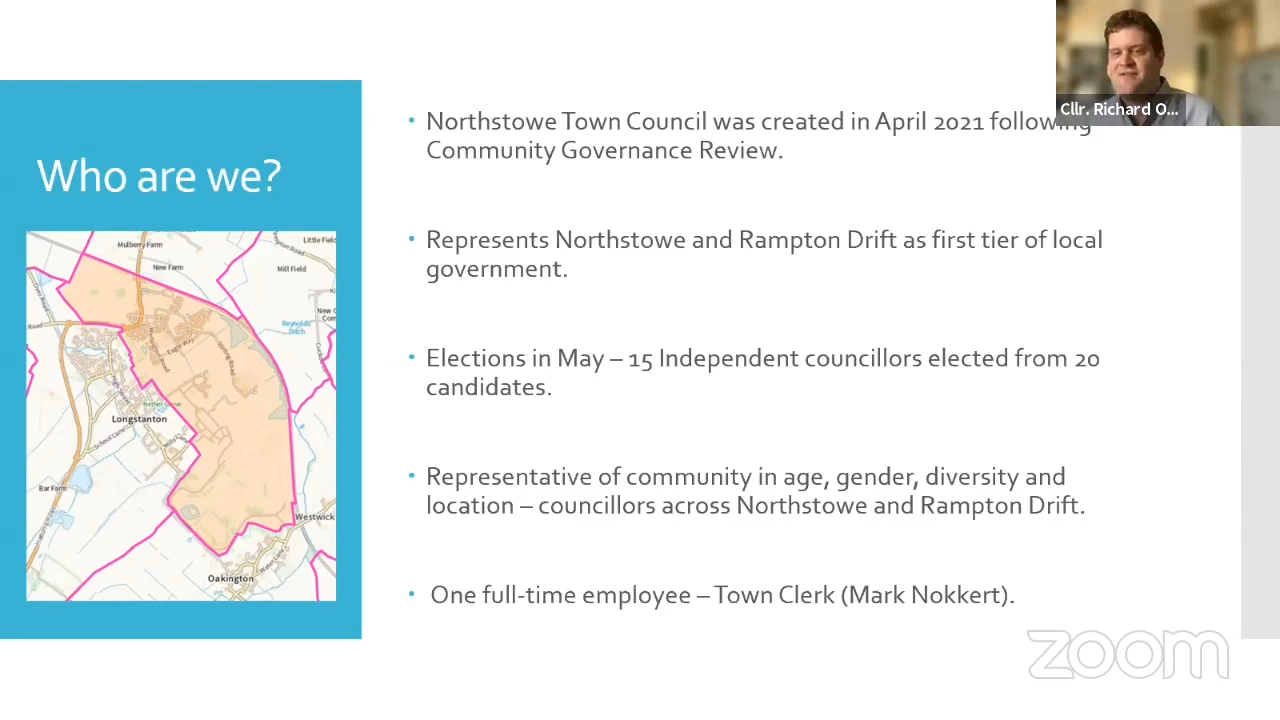 Cllr. Richard O...
Who are we?
Northstowe Town Council was created in April 2021 following
Community Governance Review.
Represents Northstowe and Rampton Drift as first tier of local
government.
Elections in May – 15 Independent councillors elected from 20
candidates.
Representative of community in age, gender, diversity and
location – councillors across Northstowe and Rampton Drift.
One full-time employee – Town Clerk (Mark Nokkert).
Mulberry Farm
Little Field
New Farm
Mill Field
Reynolds
Ditch
Road
Longstanton
School Lane
Bar Farm
Westwick
Oakington
zoom